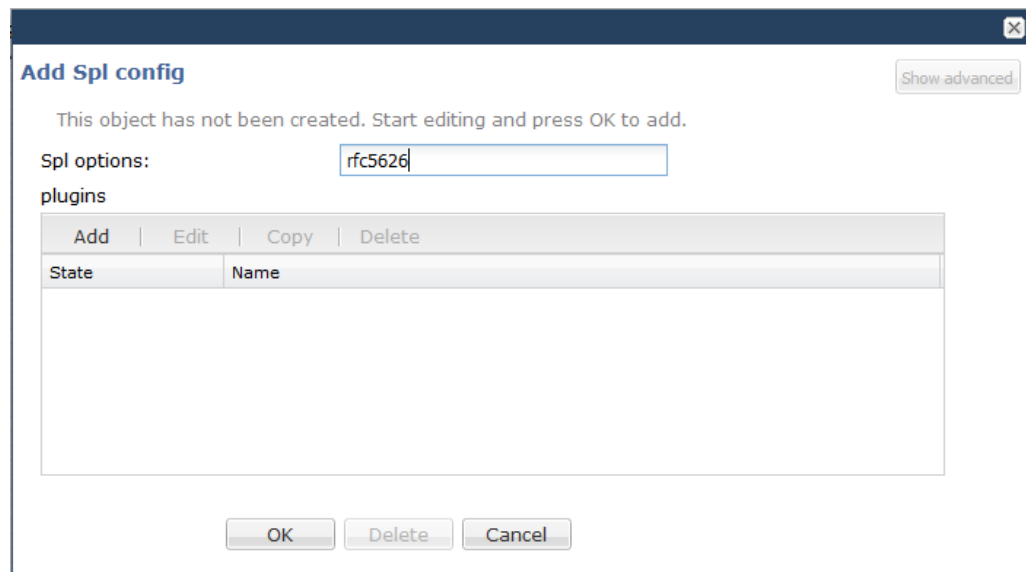 Add Spl config
Show advanced
This object has not been created. Start editing and press OK to add.
Spl options: rfc5626
plugins
Add | Edit | Copy | Delete
State Name
OK Delete Cancel